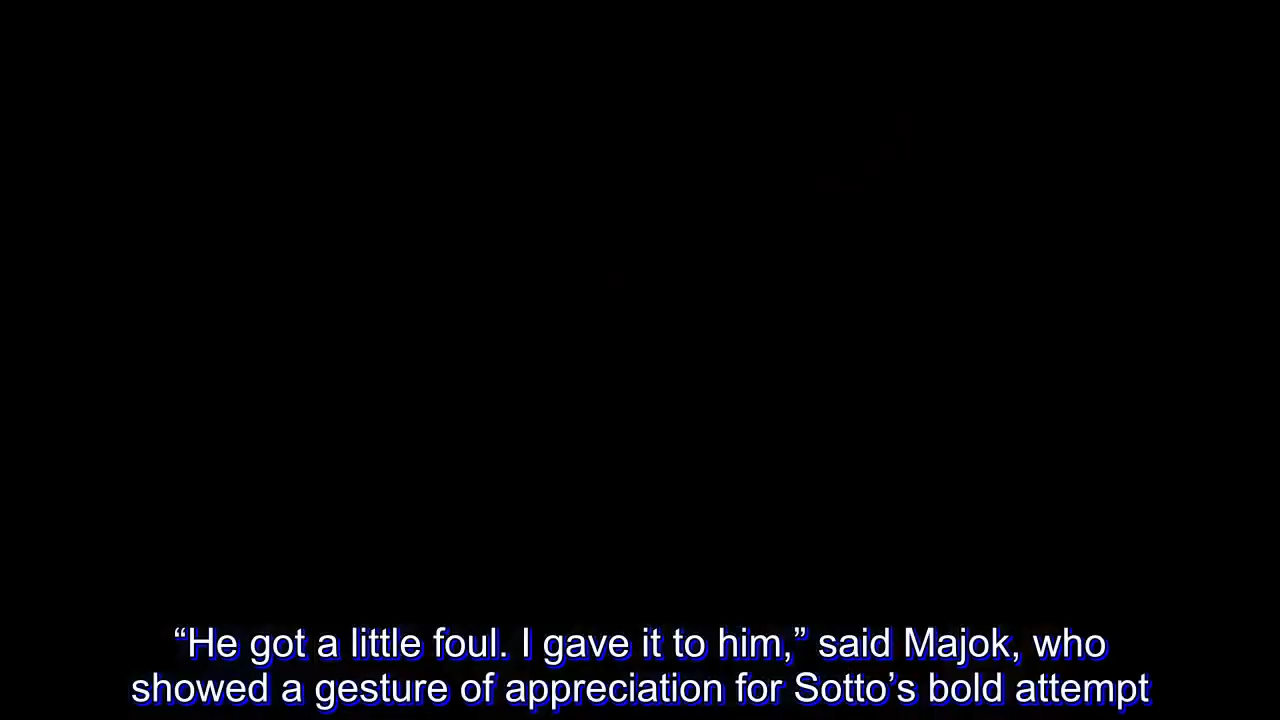 “He got a little foul. I gave it to him,” said Majok, who
showed a gesture of appreciation for Sotto’s bold attempt